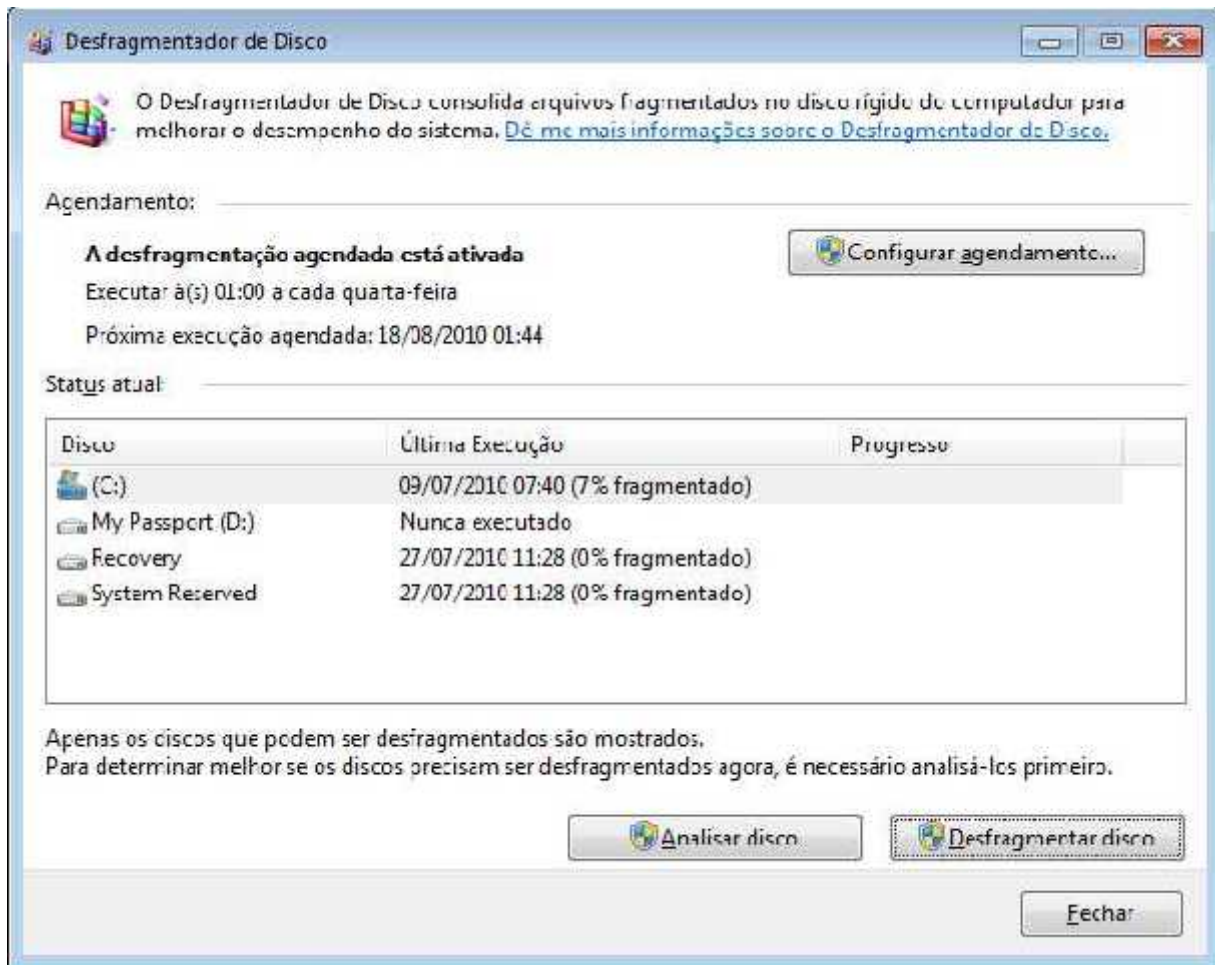 Desfragmentador de Disco
O Desfragmentador de Disco consolida arquivos fragmentados no disco rígido do computador para
melhorar o desempenho do sistema. Dê-me mais informações sobre o Desfragmentador de Disco.
Agendamento:
A desfragmentação agendada está ativada
Configurar agendamento...
Executar à(s) 01:00 a cada quarta-feira
Próxima execução agendada: 18/08/2010 01:44
Status atual:
Disco Última Execução Progresso
(C:) 09/07/2010 07:40 (7% fragmentado)
My Passport (D:) Nunca executado
Recovery 27/07/2010 11:28 (0% fragmentado)
System Reserved 27/07/2010 11:28 (0% fragmentado)
Apenas os discos que podem ser desfragmentados são mostrados.
Para determinar melhor se os discos precisam ser desfragmentados agora, é necessário analisá-los primeiro.
Analisar disco Desfragmentar disco
Fechar